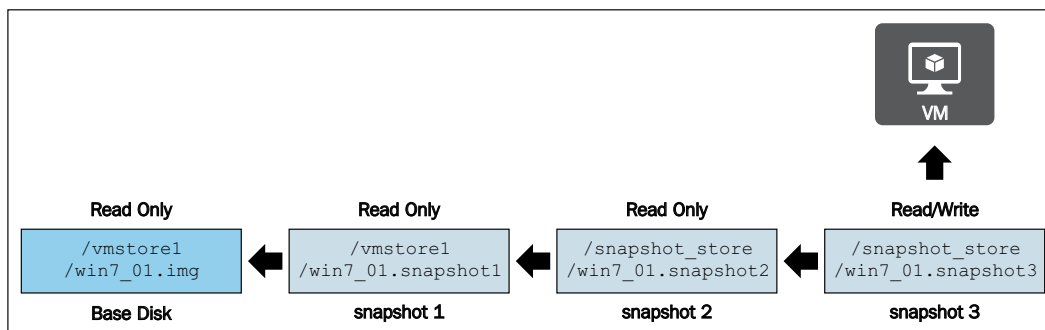 VM
Read Only
Read Only
Read Only
Read/Write
/vmstore1
/win7_01.img
/vmstore1
/win7_01.snapshot1
/snapshot_store
/win7_01.snapshot2
/snapshot_store
/win7_01.snapshot3
Base Disk
snapshot 1
snapshot 2
snapshot 3